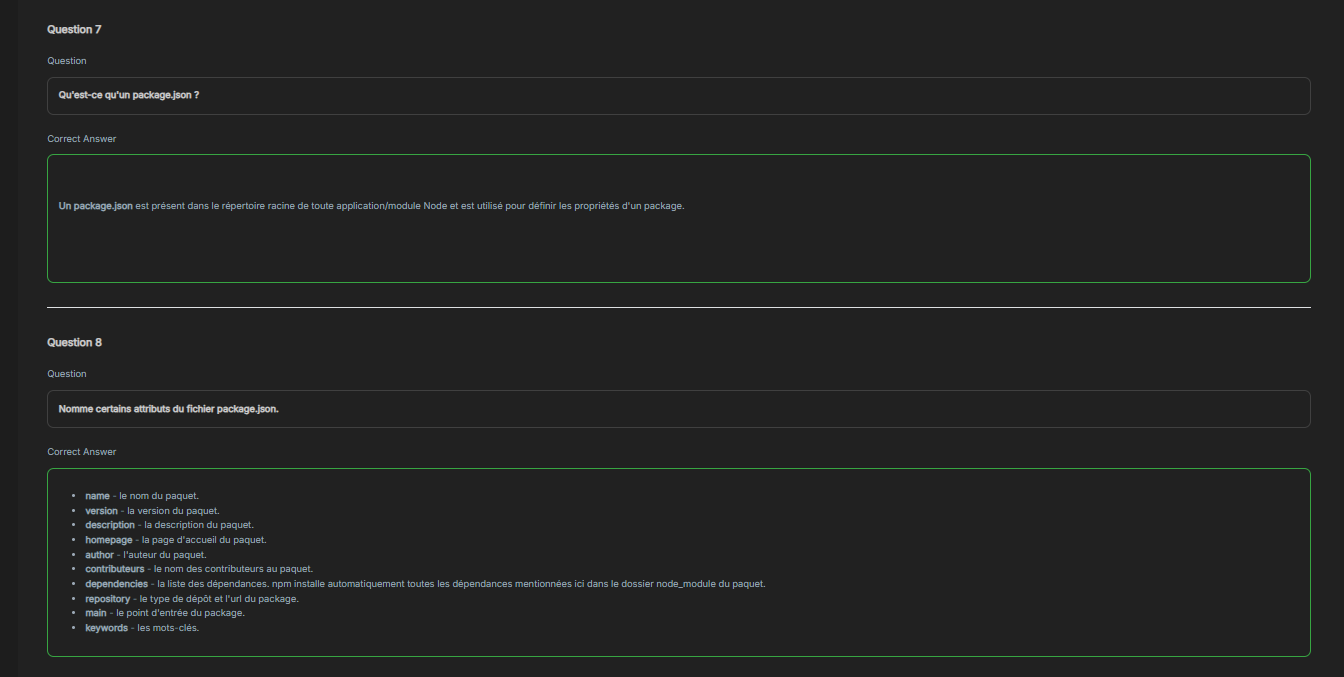 Question 7
Question
Qu'est-ce qu'un package.json ?
Correct Answer
Un package.json est présent dans le répertoire racine de toute application/module Node et est utilisé pour définir les propriétés d'un package.
Question 8
Question
Nomme certains attributs du fichier package.json.
Correct Answer
• name - le nom du paquet.
• version - la version du paquet.
• description - la description du paquet.
• homepage - la page d'accueil du paquet.
• author - l'auteur du paquet.
• contributeurs - le nom des contributeurs au paquet.
• dependencies - la liste des dépendances. npm installe automatiquement toutes les dépendances mentionnées ici dans le dossier node_module du paquet.
• repository - le type de dépôt et l'url du package.
• main - le point d'entrée du package.
• keywords - les mots-clés.